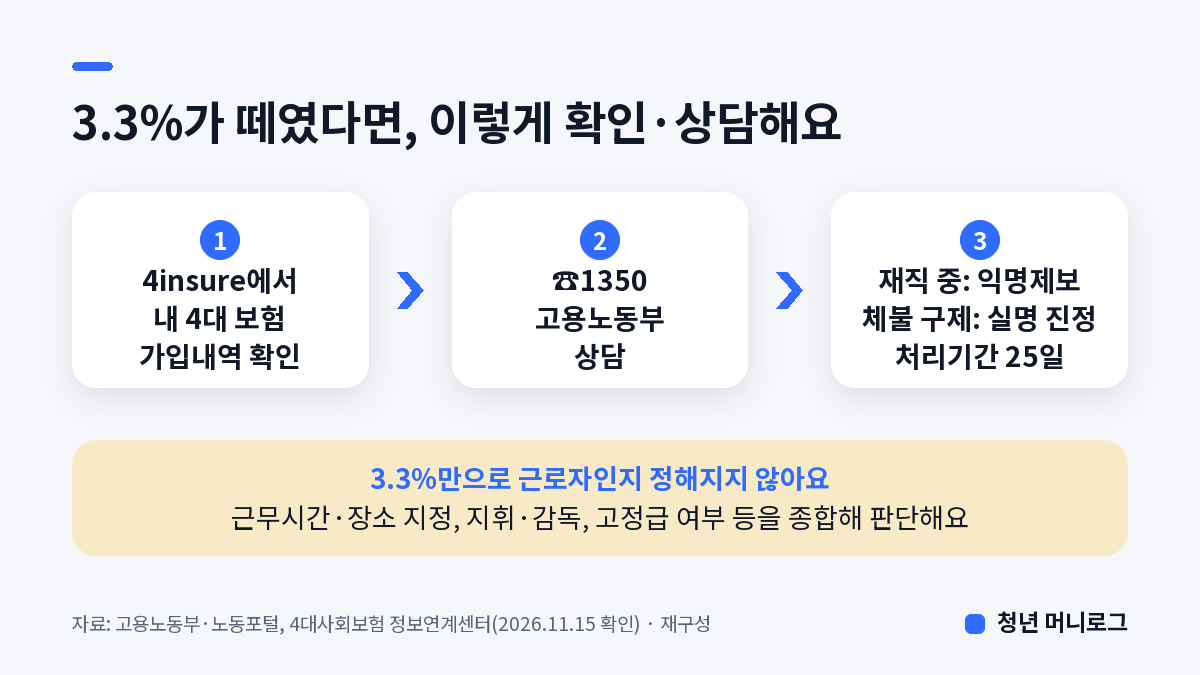 3.3%가 떼였다면, 이렇게 확인·상담해요
1
4insure에서
내 4대 보험
가입내역 확인
2
☎1350
고용노동부
상담
3
재직 중: 익명제보
체불 구제: 실명 진정
처리기간 25일
3.3%만으로 근로자인지 정해지지 않아요
근무시간·장소 지정, 지휘·감독, 고정급 여부 등을 종합해 판단해요
자료: 고용노동부·노동포털, 4대사회보험 정보연계센터(2026.11.15 확인) · 재구성
청년 머니로그